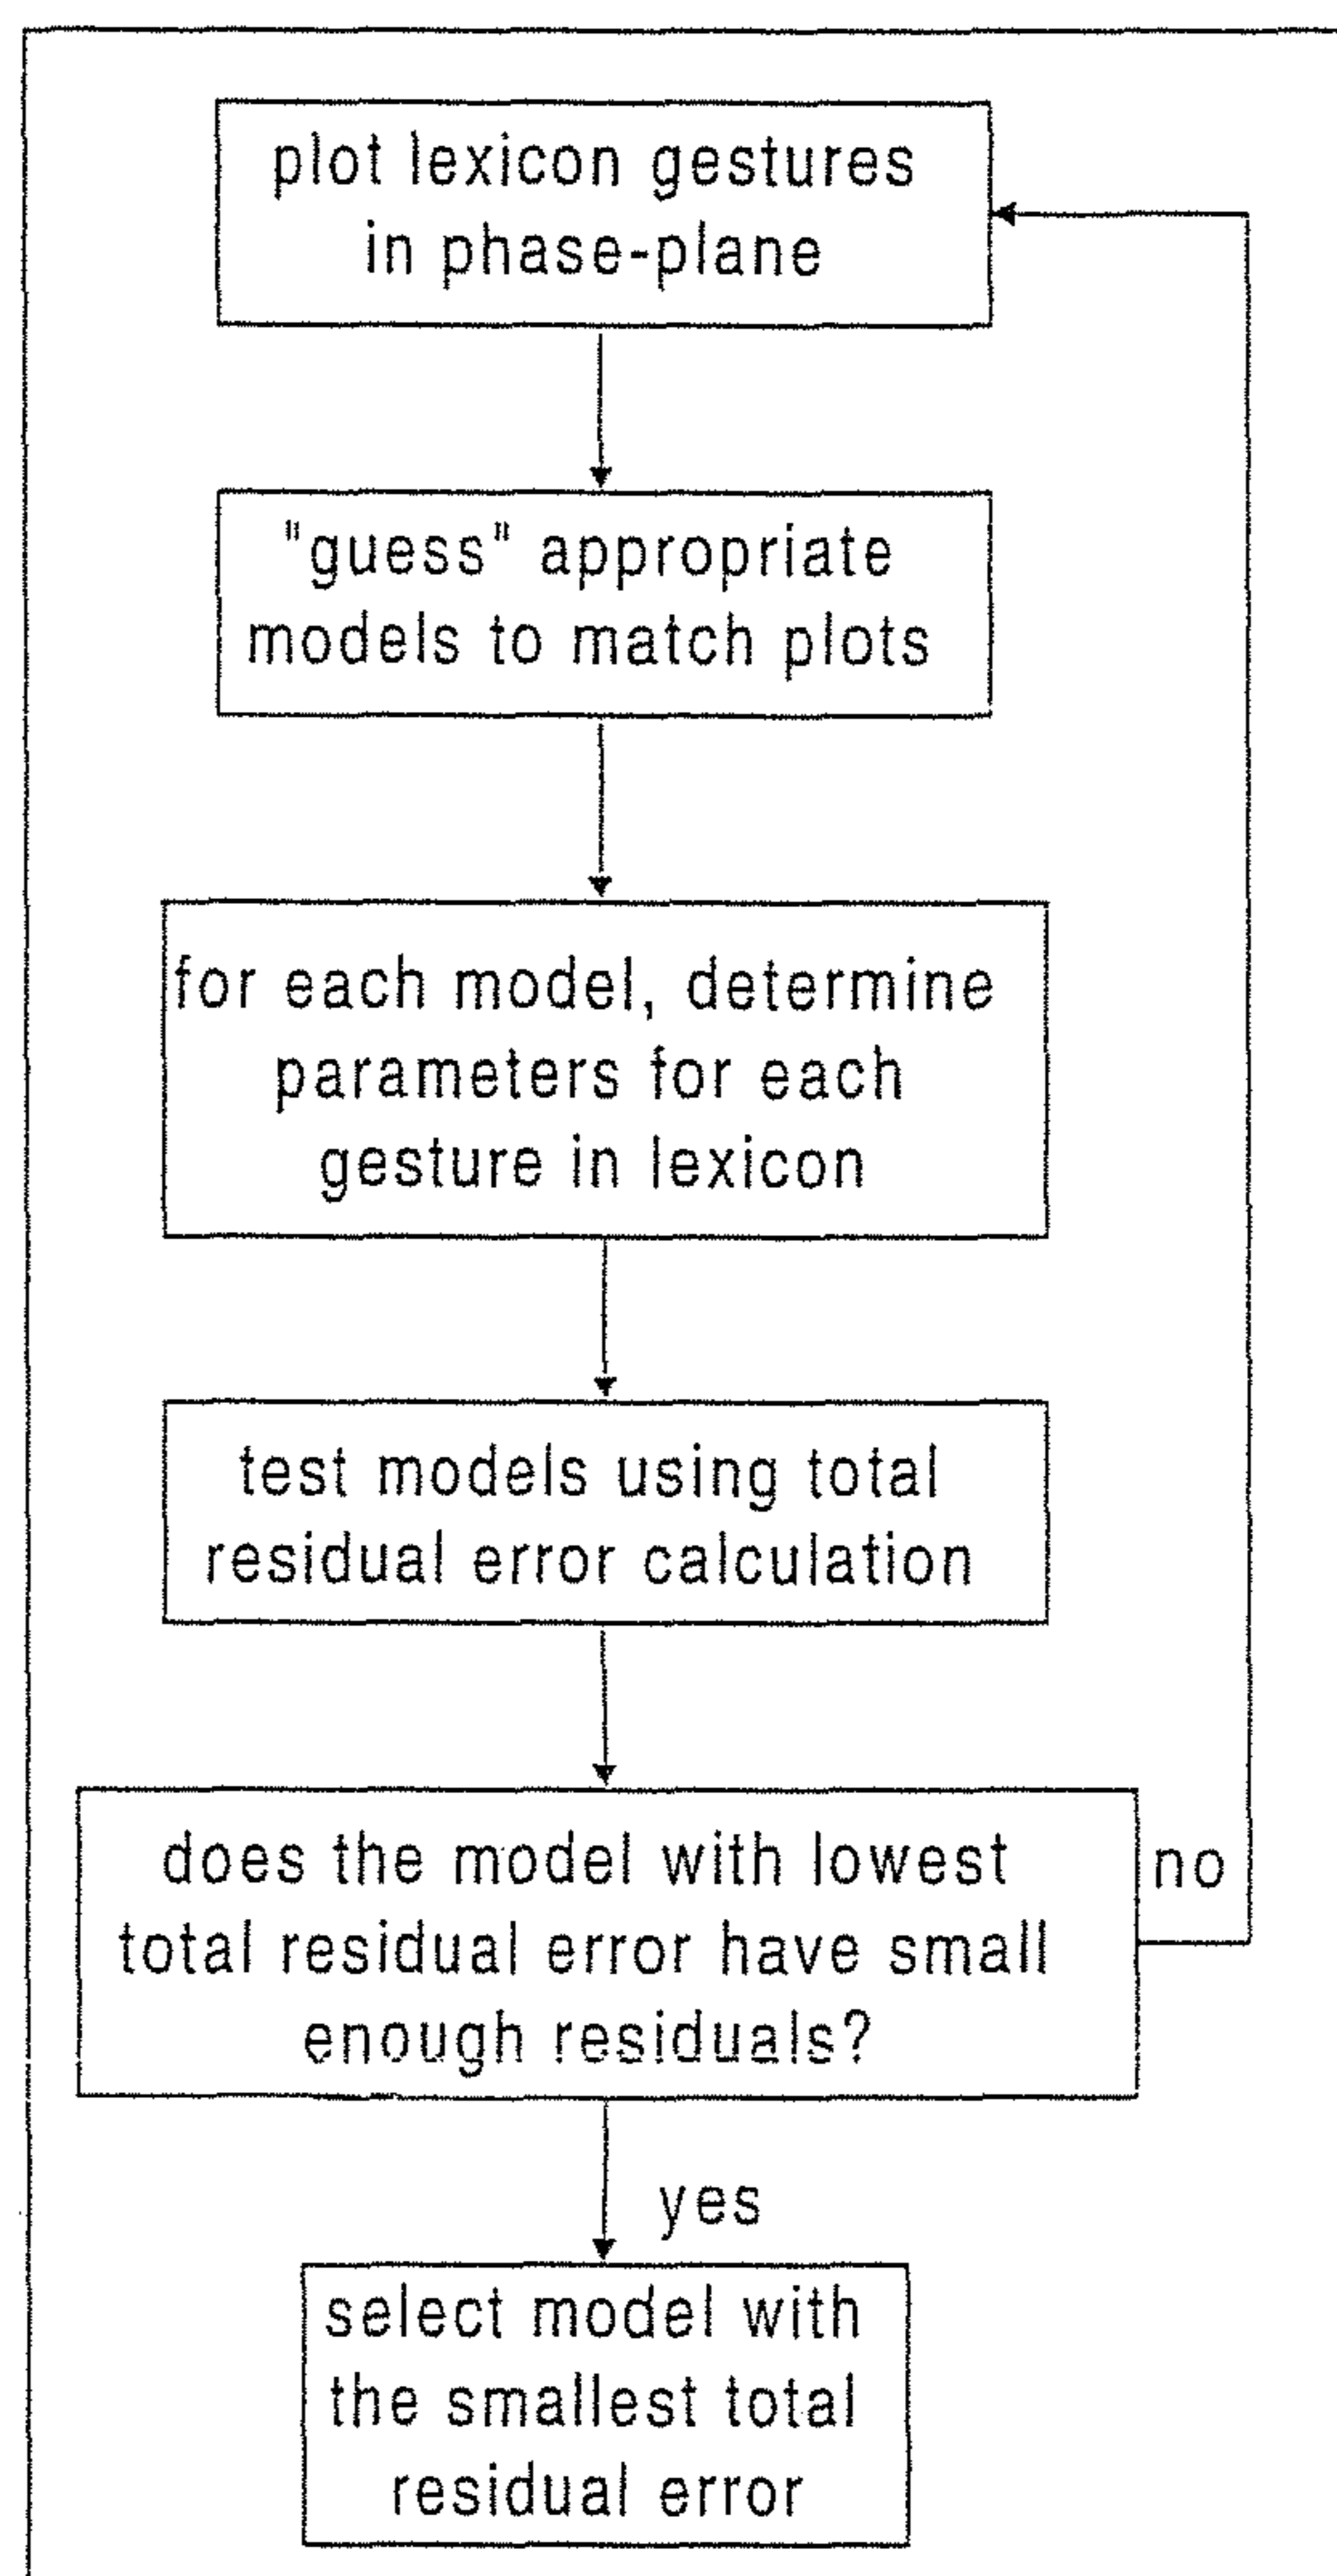 plot lexicon gestures
in phase-plane
"guess" appropriate
models to match plots
for each model, determine
parameters for each
gesture in lexicon
test models using total
residual error calculation
does the model with lowest
total residual error have small
enough residuals?
no
yes
select model with
the smallest total
residual error